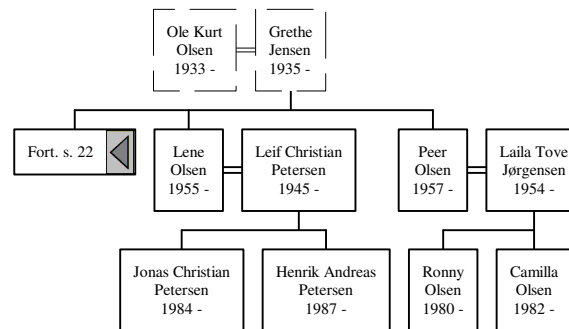 Ole Kurt
Olsen
1933 -
Grethe
Jensen
1935 -
Fort. s. 22
Lene
Olsen
1955 -
Leif Christian
Petersen
1945 -
Peer
Olsen
1957 -
Laila Tove
Jørgensen
1954 -
Jonas Christian
Petersen
1984 -
Henrik Andreas
Petersen
1987 -
Ronny
Olsen
1980 -
Camilla
Olsen
1982 -